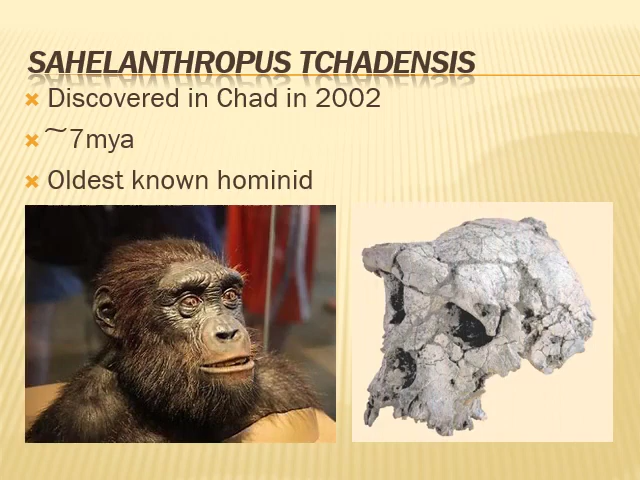 SAHELANTHROPUS TCHADENSIS
Discovered in Chad in 2002
~7mya
Oldest known hominid